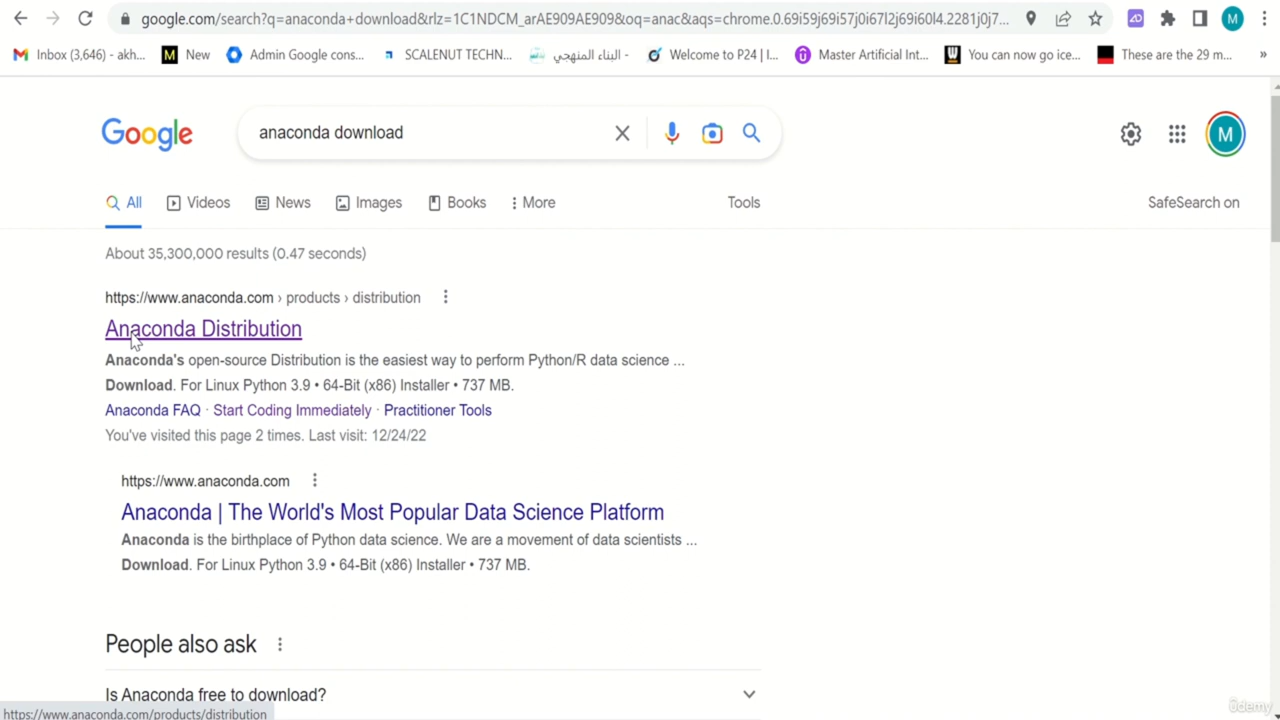 google.com/search?q=anaconda+download&rlz=1C1NDCM_arAE909AE909&oq=anac&aqs=chrome.0.69i59j69i57j0i67l2j69i60l4.2281j0j7...
M
Inbox (3,646) - akh...
M New
Admin Google cons...
SCALENUT TECHN...
البناء المنهجي - ...
Welcome to P24 | I...
Master Artificial Int...
You can now go ice...
These are the 29 m...
»
Google
anaconda download
M
All
Videos
News
Images
Books
More
Tools
SafeSearch on
About 35,300,000 results (0.47 seconds)
https://www.anaconda.com › products › distribution
Anaconda Distribution
Anaconda's open-source Distribution is the easiest way to perform Python/R data science ...
Download. For Linux Python 3.9 • 64-Bit (x86) Installer • 737 MB.
Anaconda FAQ · Start Coding Immediately · Practitioner Tools
You've visited this page 2 times. Last visit: 12/24/22
https://www.anaconda.com
Anaconda | The World's Most Popular Data Science Platform
Anaconda is the birthplace of Python data science. We are a movement of data scientists ...
Download. For Linux Python 3.9 • 64-Bit (x86) Installer • 737 MB.
People also ask
Is Anaconda free to download?
https://www.anaconda.com/products/distribution
ûdemy